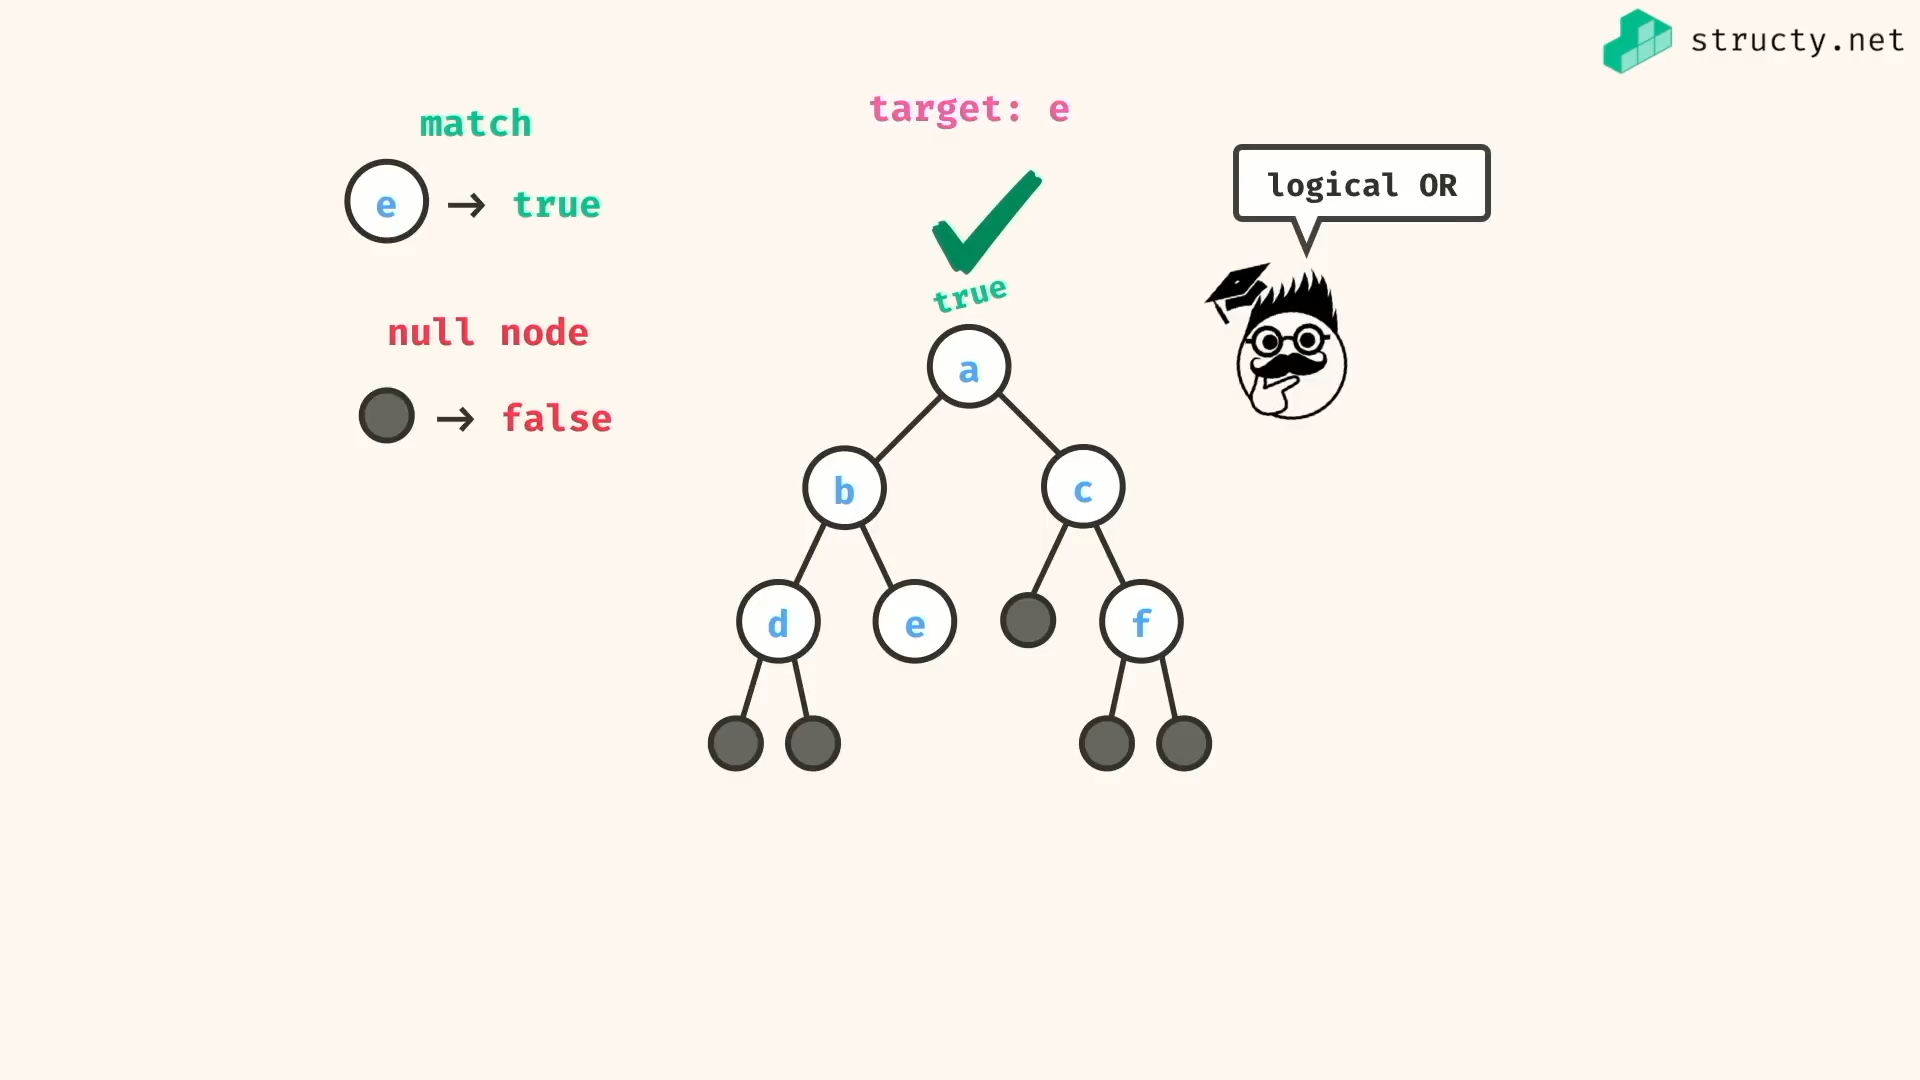 structy.net
match
e → true
null node
→ false
target: e
true
logical OR
a
b
c
d
e
f